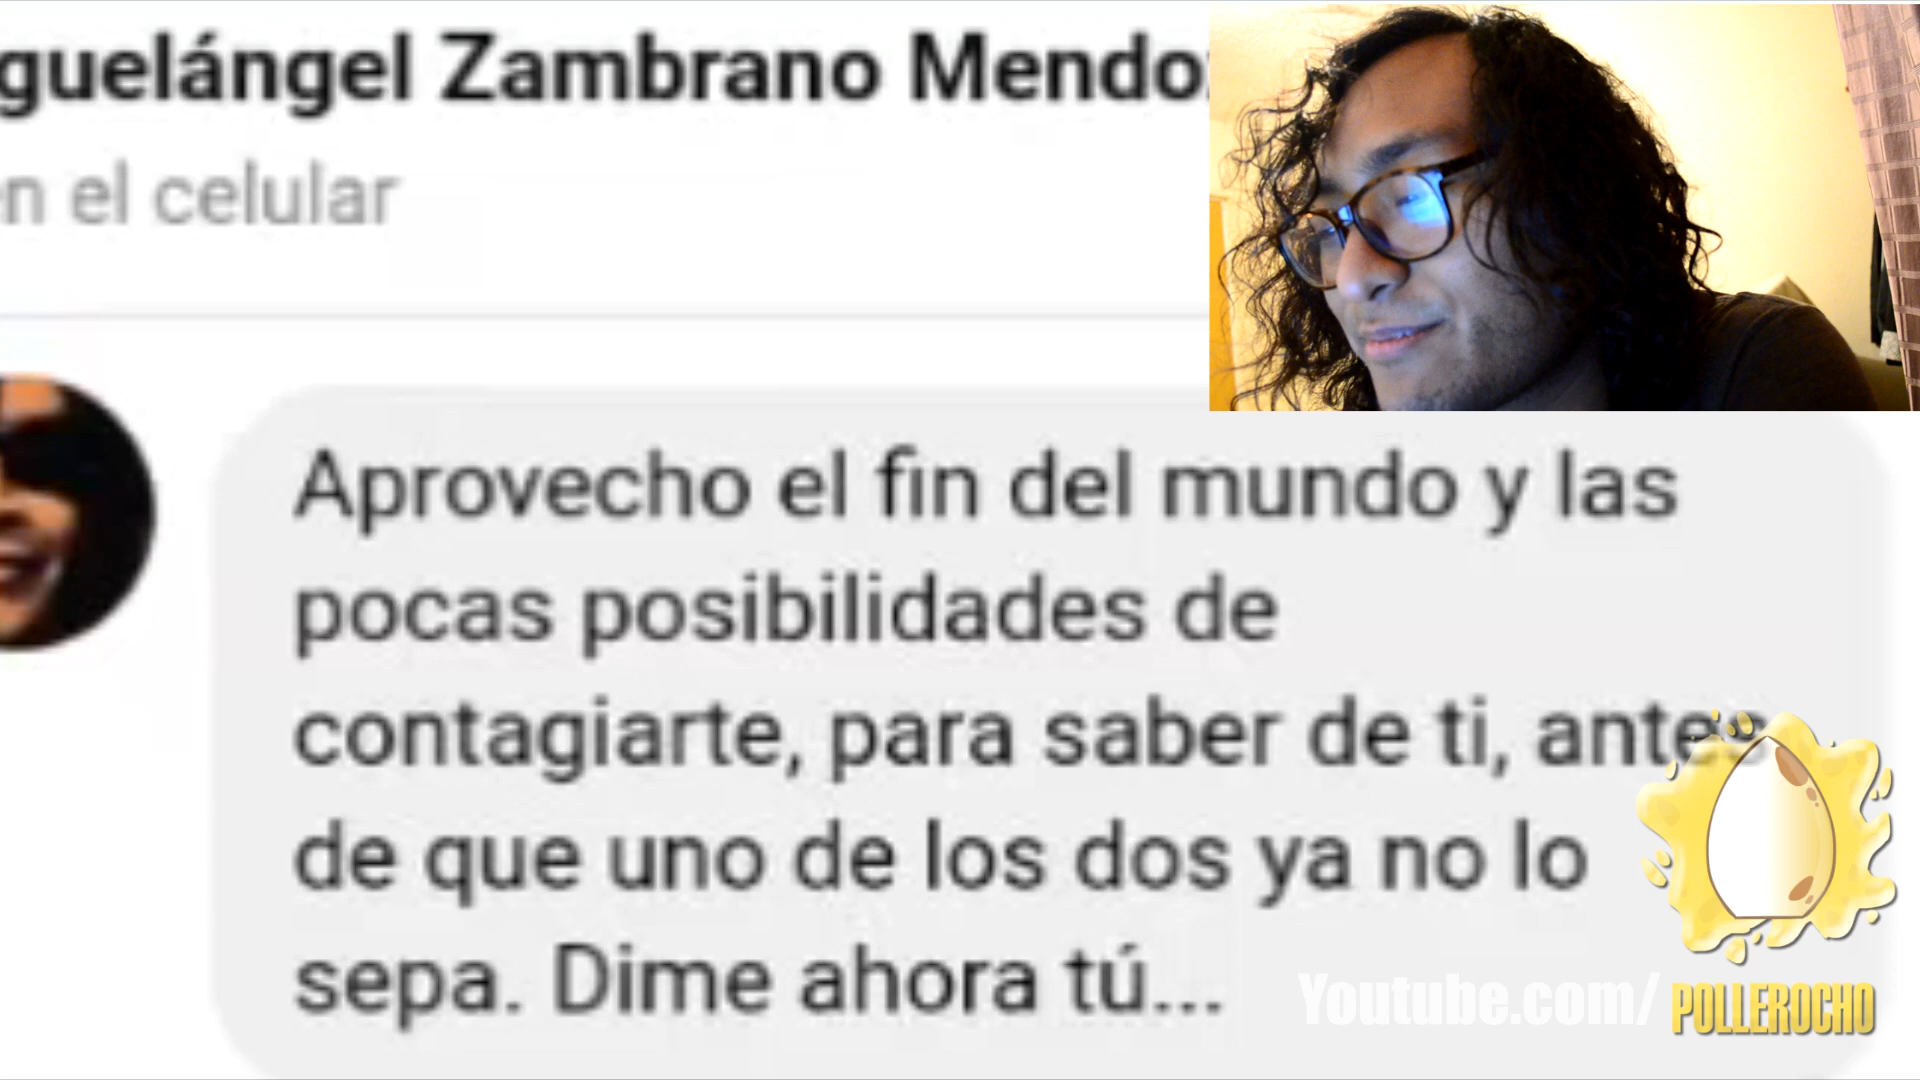 guelángel Zambrano Mendo
en el celular
Aprovecho el fin del mundo y las
pocas posibilidades de
contagiarte, para saber de ti, antes
de que uno de los dos ya no lo
sepa. Dime ahora tú...
Youtube.com/ POLLEROCHO